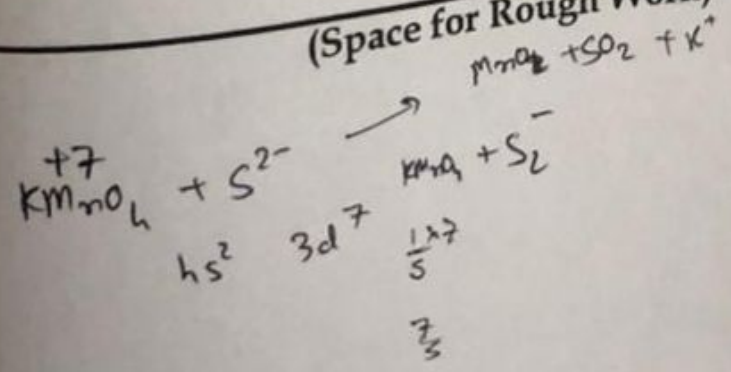 (Space for Rough
MnO2 + SO2 + K+
+7
KMnO4 + S2- → KMnO4 + S2-
4s2 3d7
1×7/5
7/5